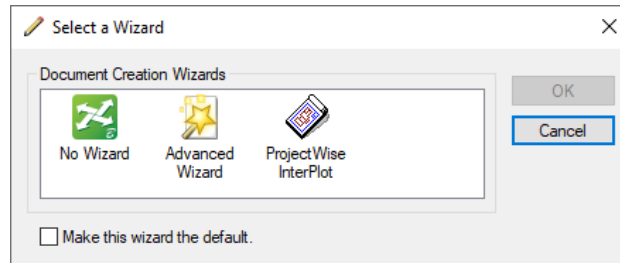 Select a Wizard
Document Creation Wizards
No Wizard
Advanced
Wizard
ProjectWise
InterPlot
OK
Cancel
Make this wizard the default.